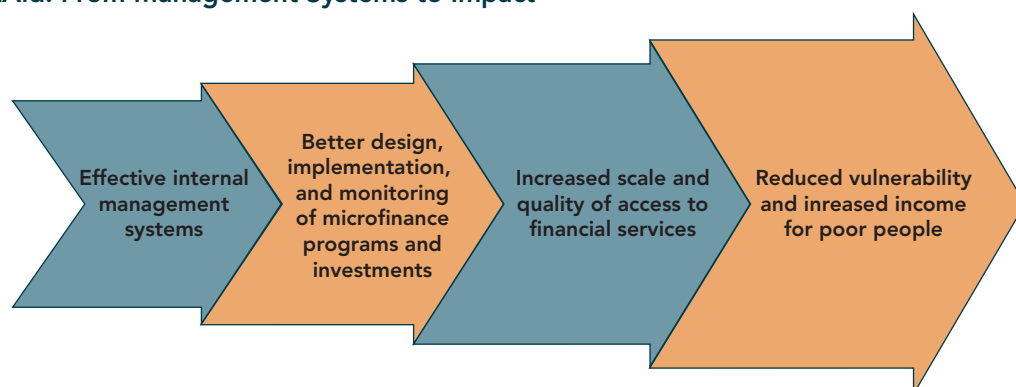 From Management Systems to Impact
Effective internal
management
systems
Better design,
implementation,
and monitoring
of microfinance
programs and
investments
Increased scale and
quality of access to
financial services
Reduced vulnerability
and inreased income
for poor people